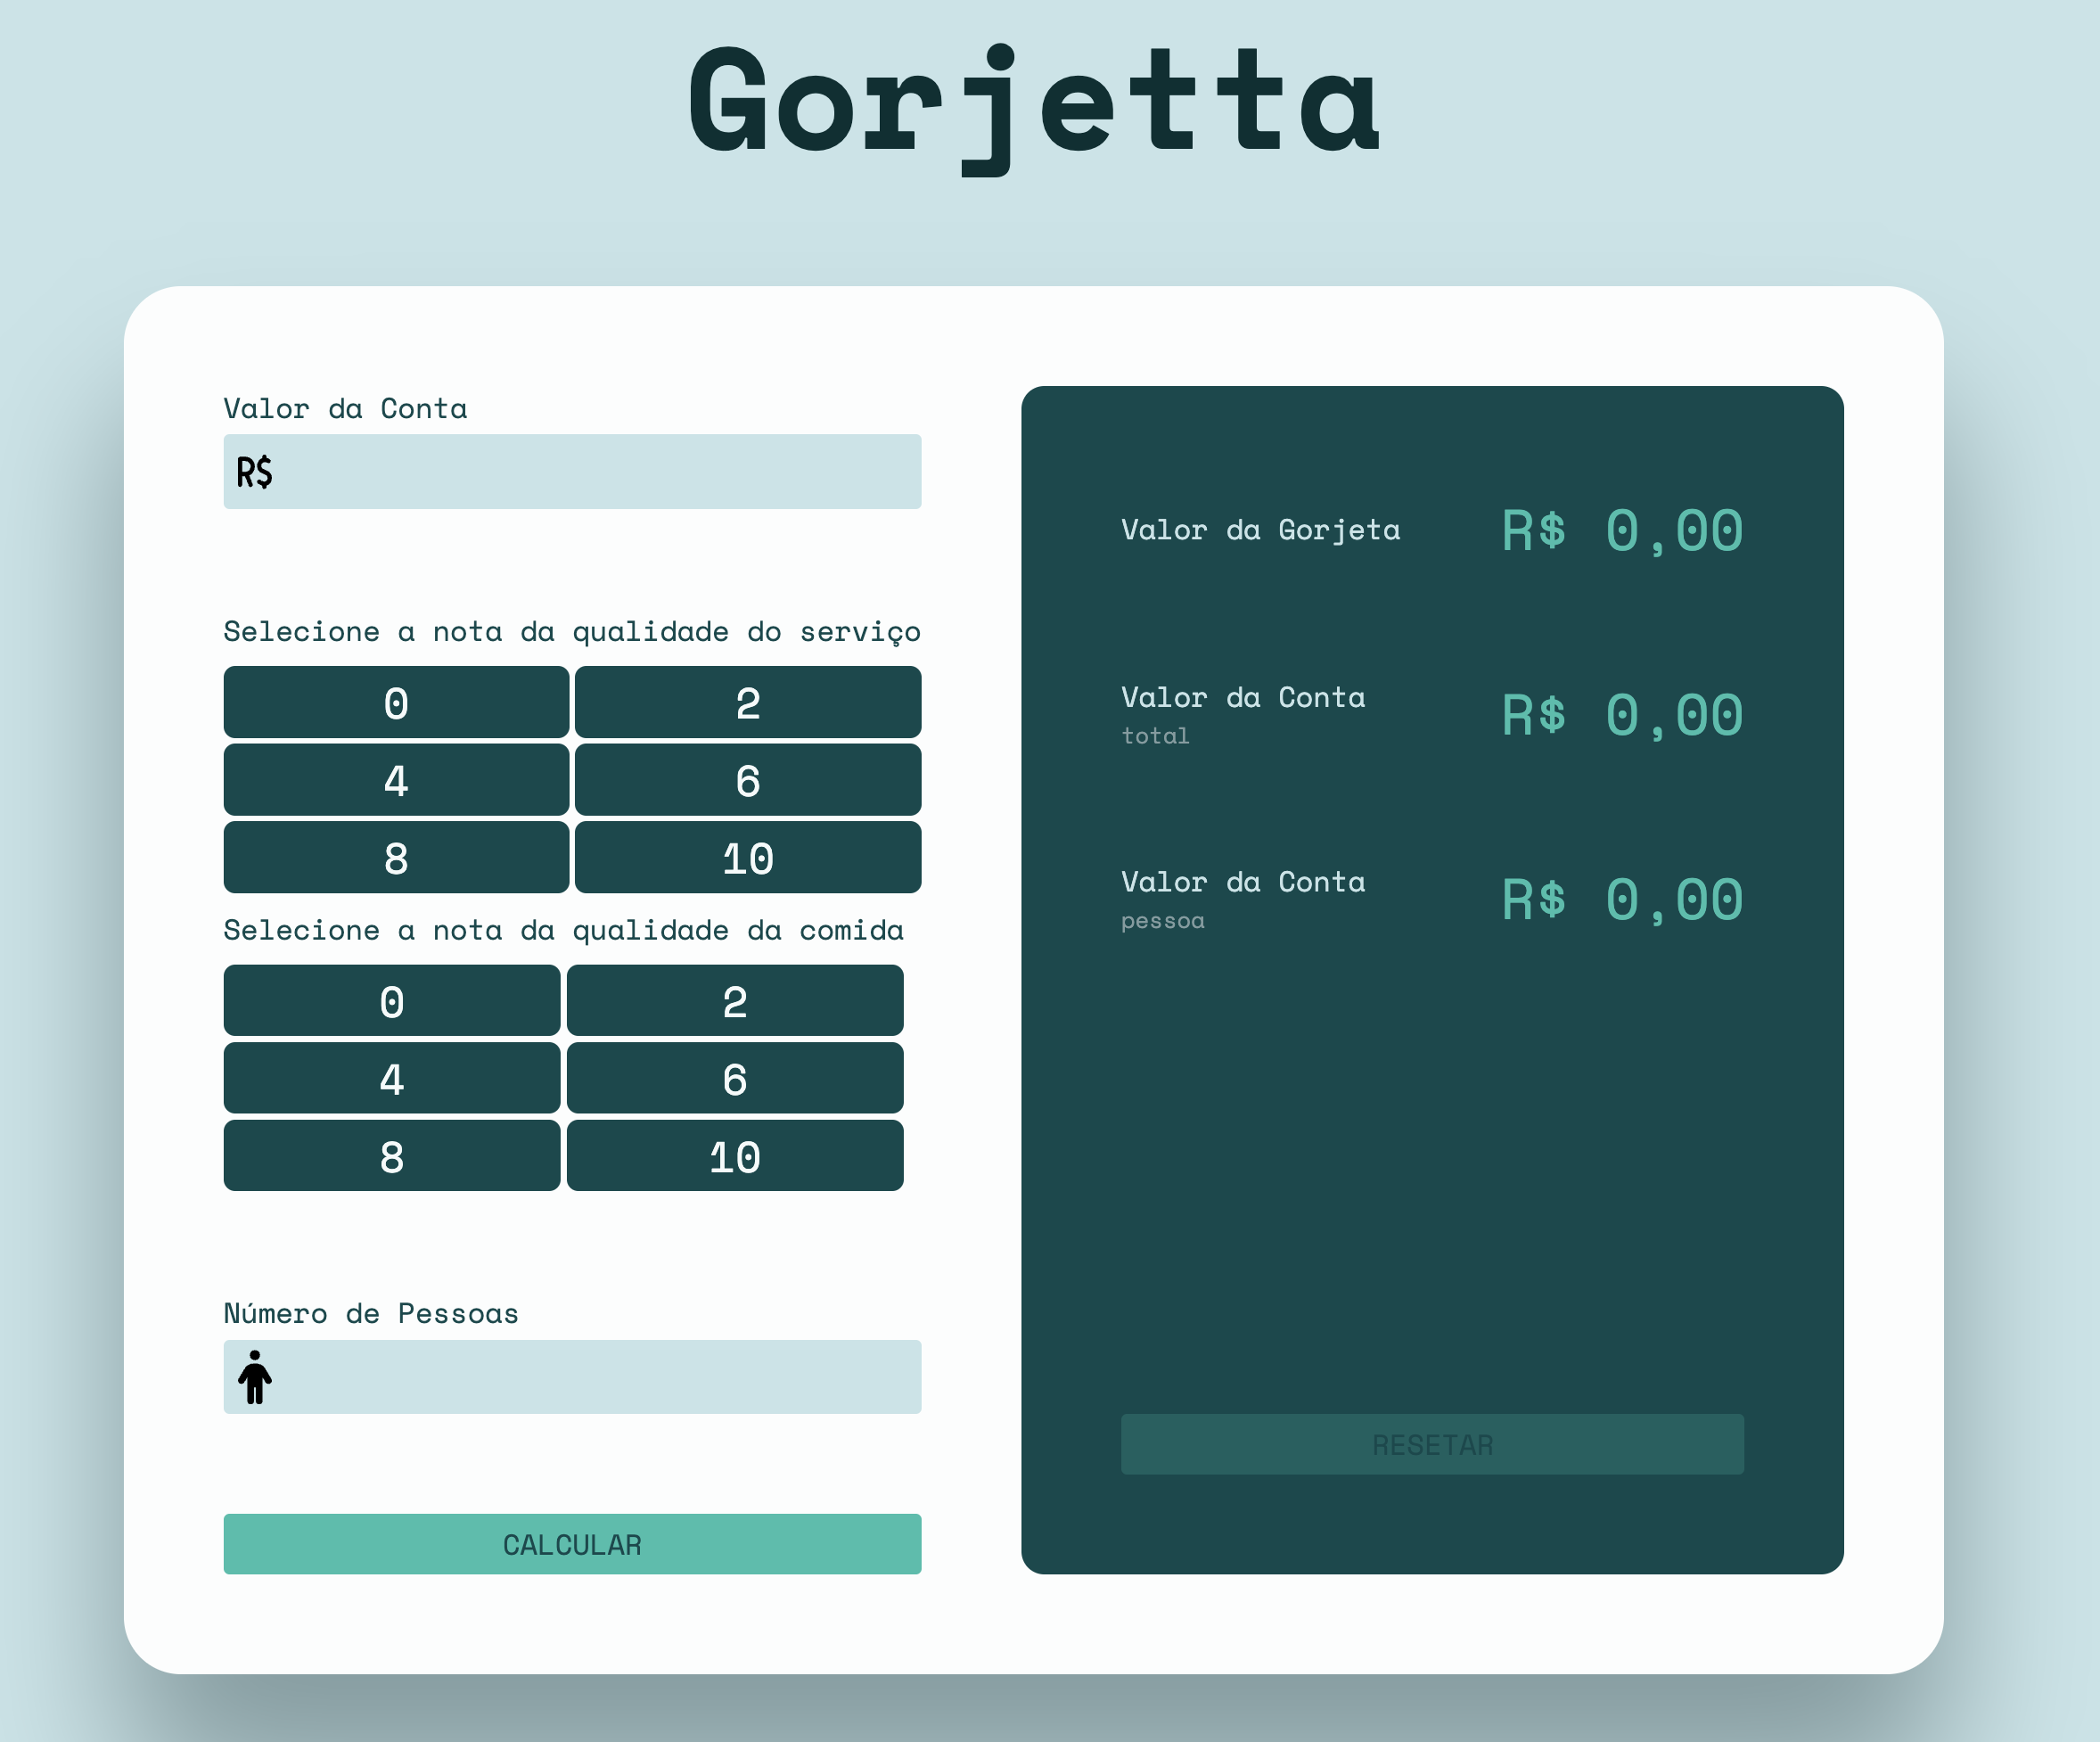 Gorjetta
Valor da Conta
R$
Selecione a nota da qualidade do serviço
0 2
4 6
8 10
Selecione a nota da qualidade da comida
0 2
4 6
8 10
Número de Pessoas
CALCULAR
Valor da Gorjeta R$ 0,00
Valor da Conta R$ 0,00
total
Valor da Conta R$ 0,00
pessoa
RESETAR